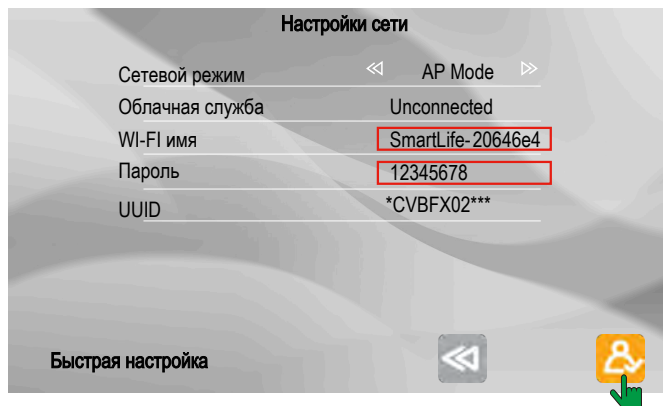 Настройки сети
Сетевой режим AP Mode
Облачная служба Unconnected
WI-FI имя SmartLife-20646e4
Пароль 12345678
UUID *CVBFX02***
Быстрая настройка